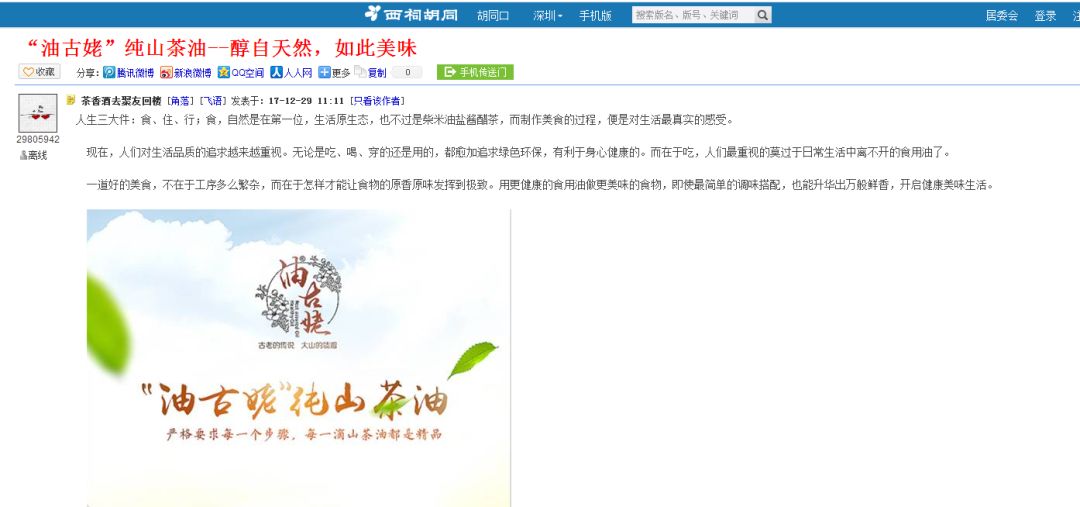 西祠胡同 胡同口 深圳 手机版 搜索版名、版号、关键词 居委会 登录
“油古姥”纯山茶油--醇自天然，如此美味
收藏 分享: 腾讯微博 新浪微博 QQ空间 人人网 更多 复制 0 手机传送门
茶香酒去聚友回楼 [角落] [飞语] 发表于: 17-12-29 11:11 [只看该作者]
29805942
离线
人生三大件：食、住、行；食，自然是在第一位，生活原生态，也不过是柴米油盐酱醋茶，而制作美食的过程，便是对生活最真实的感受。
现在，人们对生活品质的追求越来越重视。无论是吃、喝、穿的还是用的，都愈加追求绿色环保，有利于身心健康的。而在于吃，人们最重视的莫过于日常生活中离不开的食用油了。
一道好的美食，不在于工序多么繁杂，而在于怎样才能让食物的原香原味发挥到极致。用更健康的食用油做更美味的食物，即使最简单的调味搭配，也能升华出万般鲜香，开启健康美味生活。
油古姥
古老的传说 大山的馈赠
“油古姥”纯山茶油
严格要求每一个步骤，每一滴山茶油都是精品